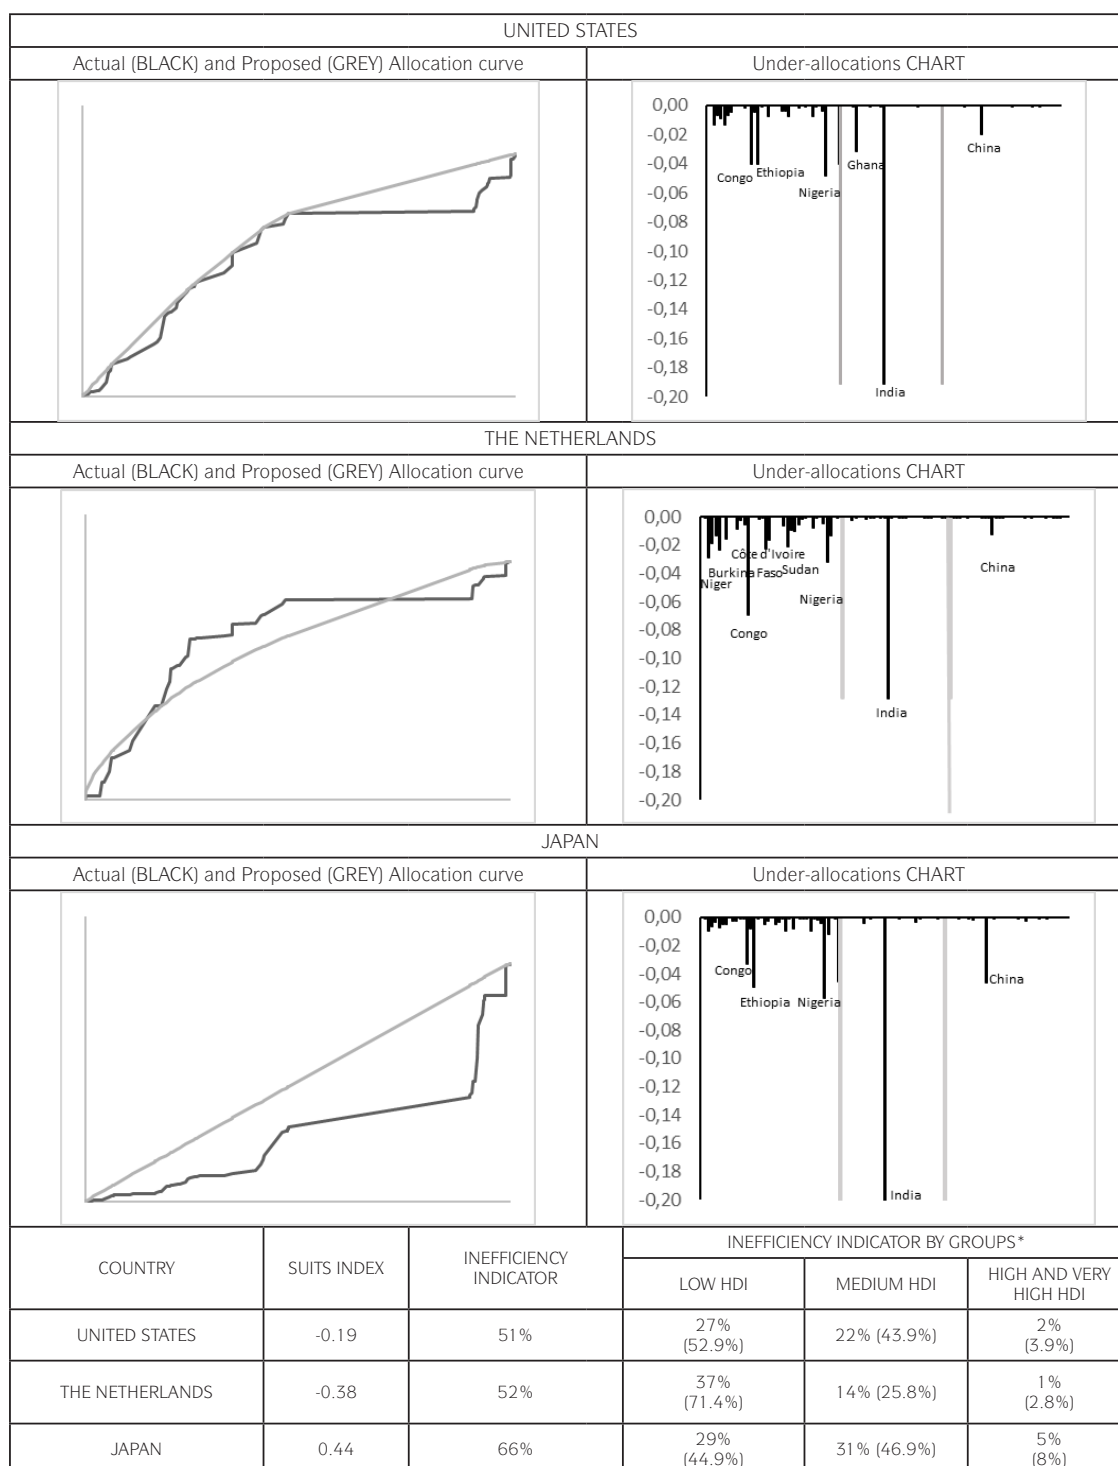 UNITED STATES
Actual (BLACK) and Proposed (GREY) Allocation curve
Under-allocations CHART
0,00
-0,02
-0,04
-0,06
-0,08
-0,10
-0,12
-0,14
-0,16
-0,18
-0,20
Congo
Ethiopia
Nigeria
Ghana
India
China
THE NETHERLANDS
Actual (BLACK) and Proposed (GREY) Allocation curve
Under-allocations CHART
0,00
-0,02
-0,04
-0,06
-0,08
-0,10
-0,12
-0,14
-0,16
-0,18
-0,20
Côte d'Ivoire
Burkina Faso
Sudan
Niger
Nigeria
Congo
India
China
JAPAN
Actual (BLACK) and Proposed (GREY) Allocation curve
Under-allocations CHART
0,00
-0,02
-0,04
-0,06
-0,08
-0,10
-0,12
-0,14
-0,16
-0,18
-0,20
Congo
Ethiopia
Nigeria
India
China
COUNTRY
SUITS INDEX
INEFFICIENCY
INDICATOR
INEFFICIENCY INDICATOR BY GROUPS*
LOW HDI
MEDIUM HDI
HIGH AND VERY
HIGH HDI
UNITED STATES
-0.19
51%
27%
(52.9%)
22% (43.9%)
2%
(3.9%)
THE NETHERLANDS
-0.38
52%
37%
(71.4%)
14% (25.8%)
1%
(2.8%)
JAPAN
0.44
66%
29%
(44.9%)
31% (46.9%)
5%
(8%)